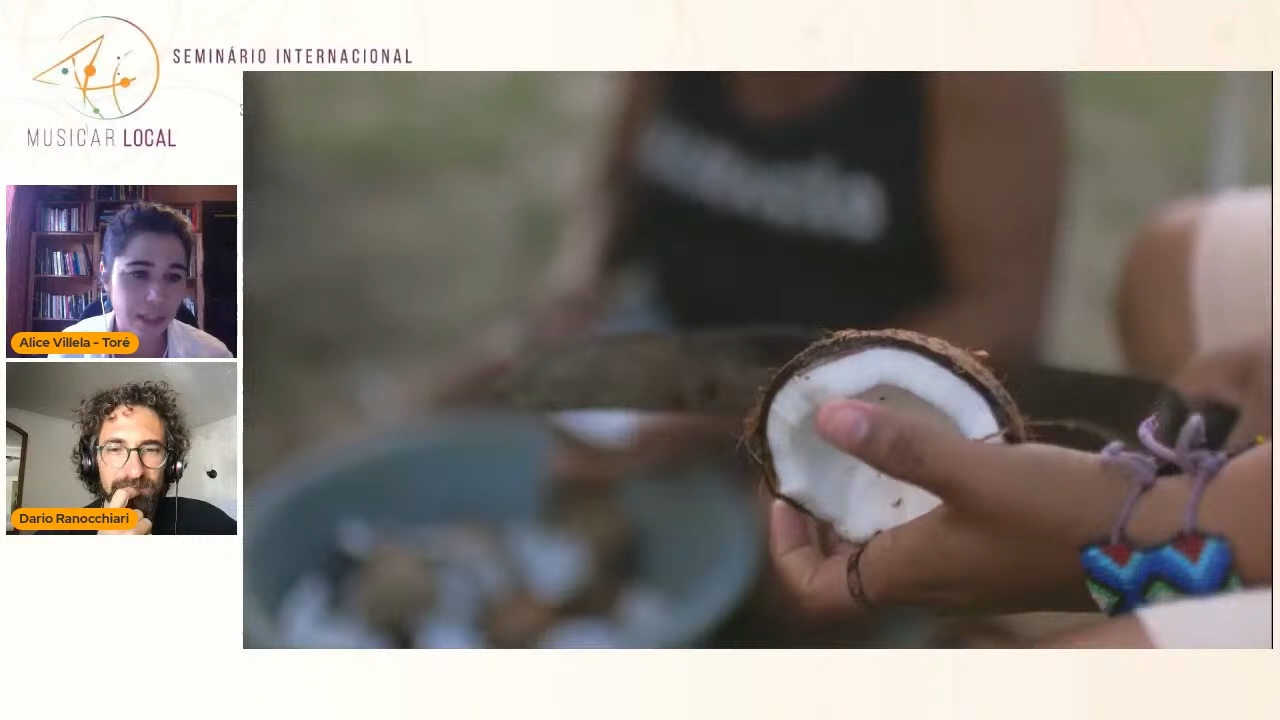 SEMINÁRIO INTERNACIONAL
MUSICAR LOCAL
Alice Villela - Toré
Dario Ranocchiari